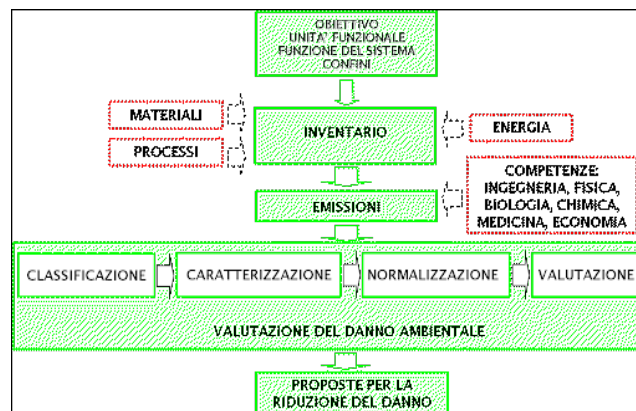 OBIETTIVO
UNITA' FUNZIONALE
FUNZIONE DEL SISTEMA
CONFINI
MATERIALI
INVENTARIO
ENERGIA
PROCESSI
COMPETENZE:
INGEGNERIA, FISICA,
BIOLOGIA, CHIMICA,
MEDICINA, ECONOMIA
EMISSIONI
CLASSIFICAZIONE
CARATTERIZZAZIONE
NORMALIZZAZIONE
VALUTAZIONE
VALUTAZIONE DEL DANNO AMBIENTALE
PROPOSTE PER LA
RIDUZIONE DEL DANNO